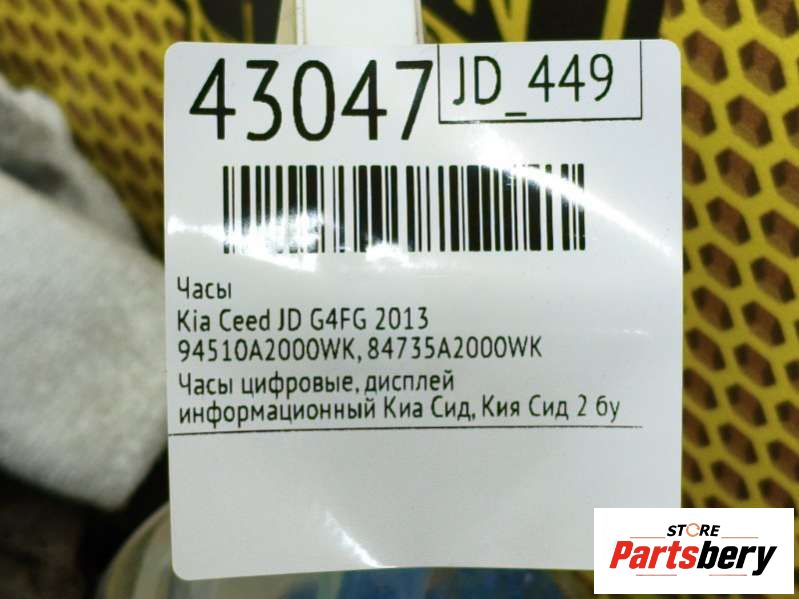 43047
JD_449
Часы
Kia Ceed JD G4FG 2013
94510A2000WK, 84735A2000WK
Часы цифровые, дисплей
информационный Киа Сид, Кия Сид 2 бу
STORE
Partsbery